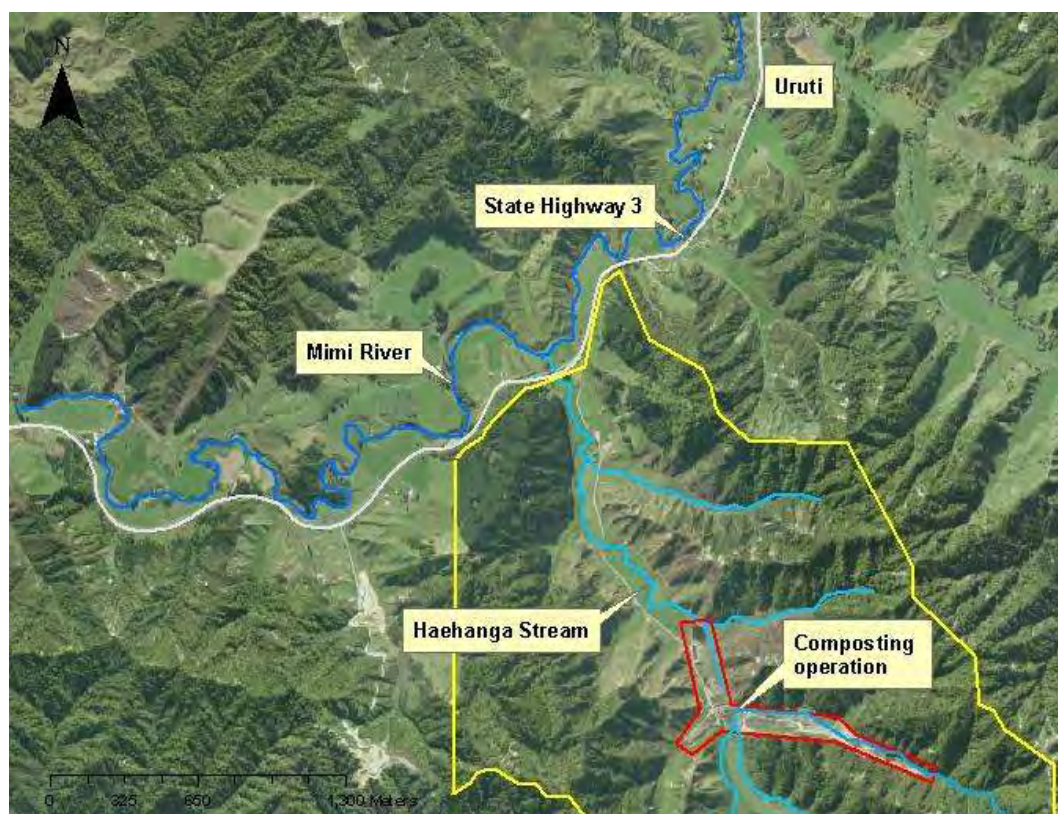 N
Uruti
State Highway 3
Mimi River
Haehanga Stream
Composting
operation
0 325 650 1,300 Meters